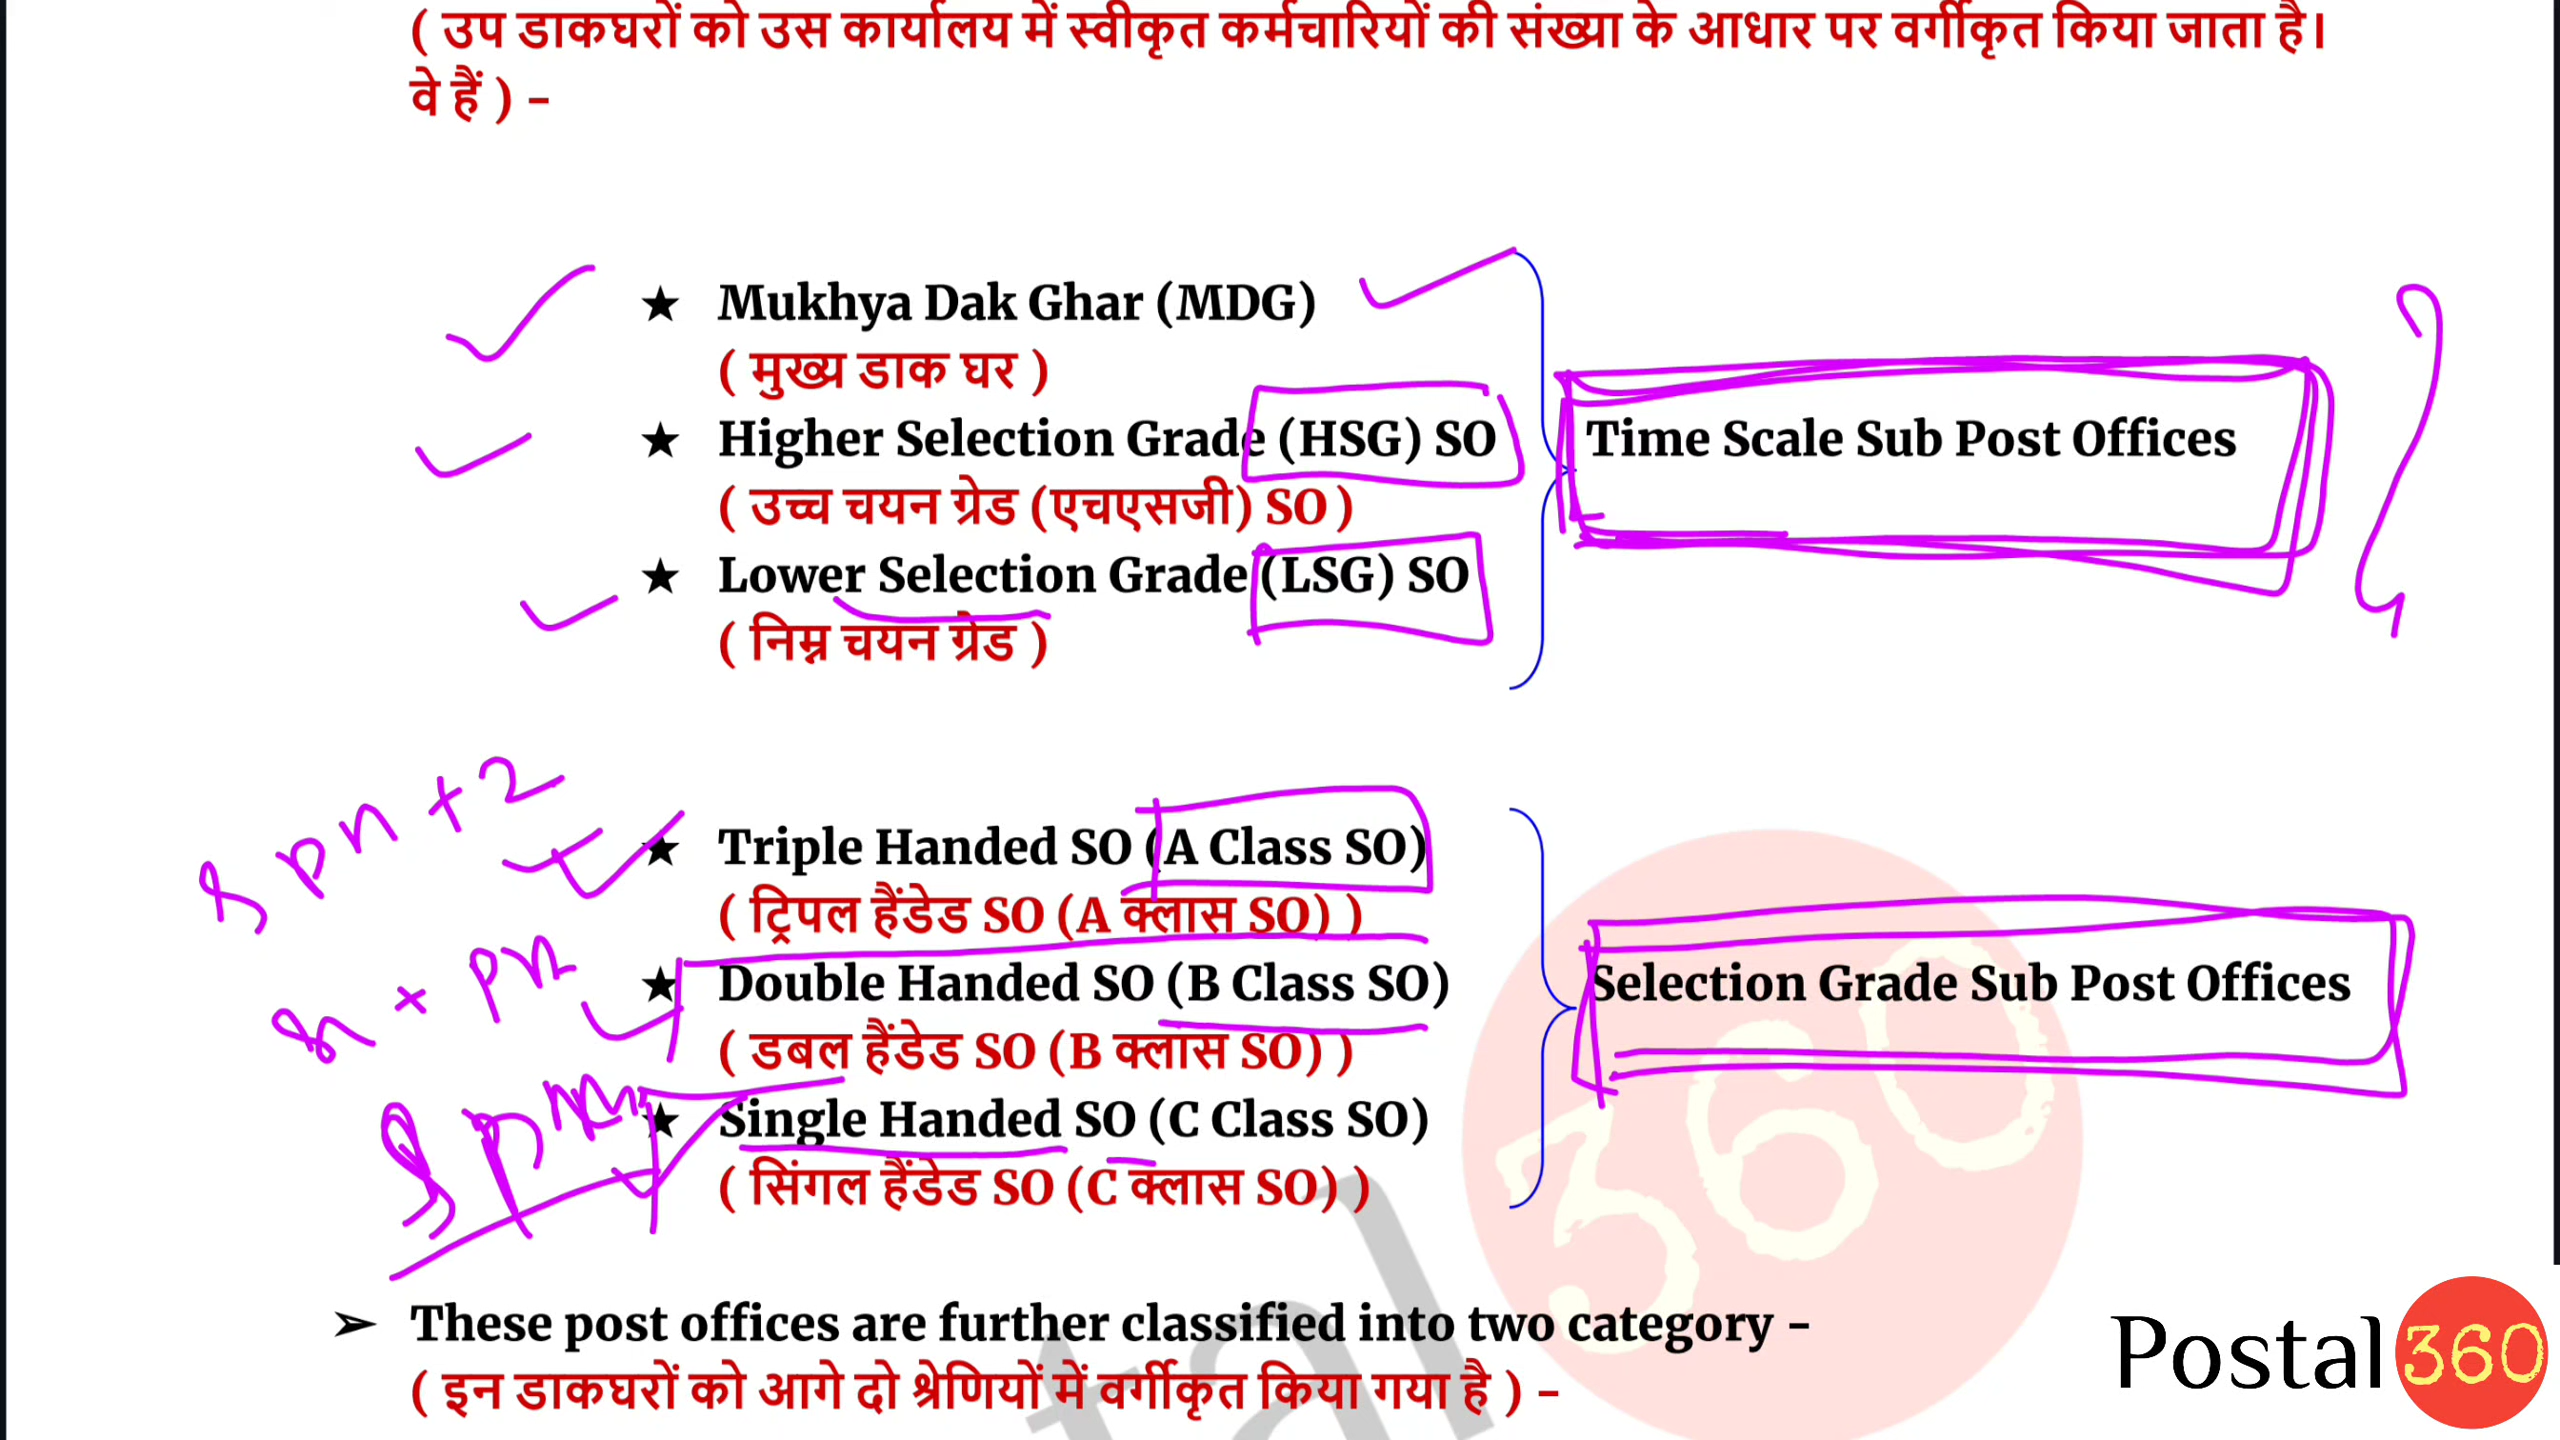 ( उप डाकघरों को उस कार्यालय में स्वीकृत कर्मचारियों की संख्या के आधार पर वर्गीकृत किया जाता है।
वे हैं ) –
★ Mukhya Dak Ghar (MDG)
( मुख्य डाक घर )
★ Higher Selection Grade (HSG) SO
( उच्च चयन ग्रेड (एचएसजी) SO )
★ Lower Selection Grade (LSG) SO
( निम्न चयन ग्रेड )
Time Scale Sub Post Offices
★ Triple Handed SO (A Class SO)
( ट्रिपल हैंडेड SO (A क्लास SO) )
★ Double Handed SO (B Class SO)
( डबल हैंडेड SO (B क्लास SO) )
★ Single Handed SO (C Class SO)
( सिंगल हैंडेड SO (C क्लास SO) )
Selection Grade Sub Post Offices
➢ These post offices are further classified into two category –
( इन डाकघरों को आगे दो श्रेणियों में वर्गीकृत किया गया है ) –
tal 360
Postal 360